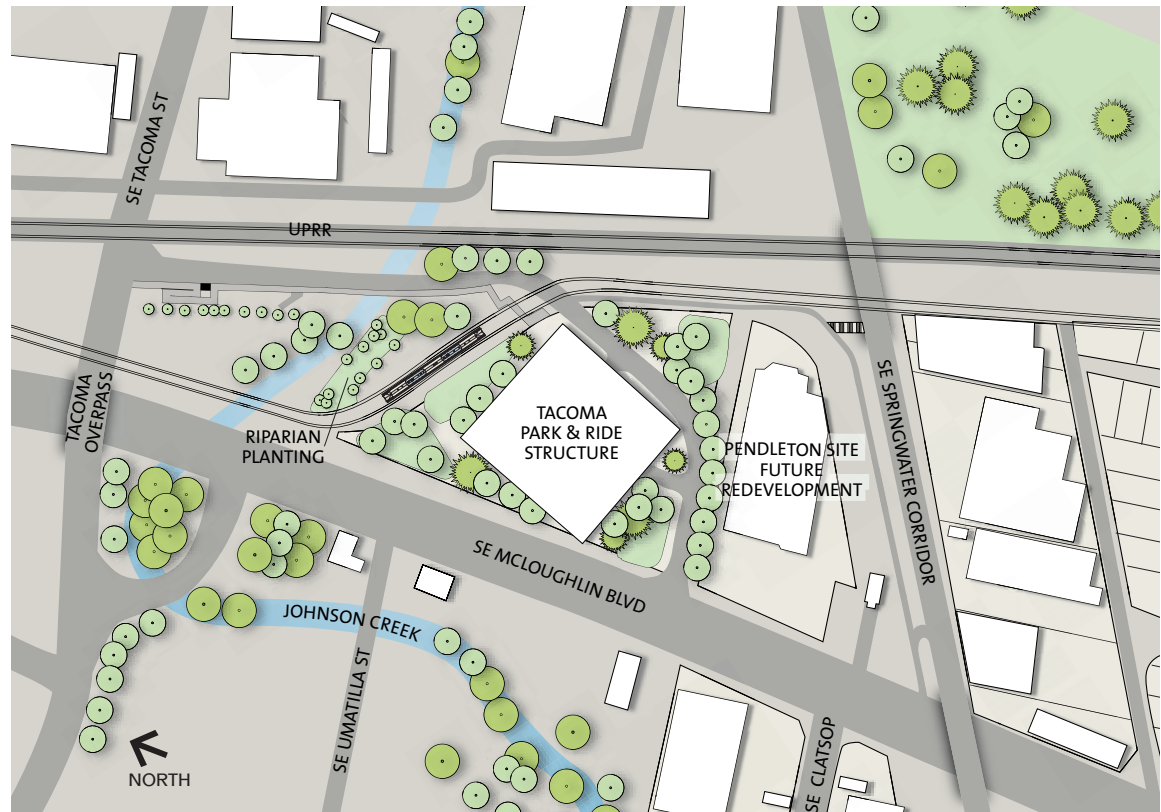 SE TACOMA ST
UPRR
TACOMA
OVERPASS
RIPARIAN
PLANTING
TACOMA
PARK & RIDE
STRUCTURE
PENDLETON SITE
FUTURE
REDEVELOPMENT
SE SPRINGWATER CORRIDOR
SE MCLOUGHLIN BLVD
JOHNSON CREEK
SE UMATILLA ST
SE CLATSOP
NORTH